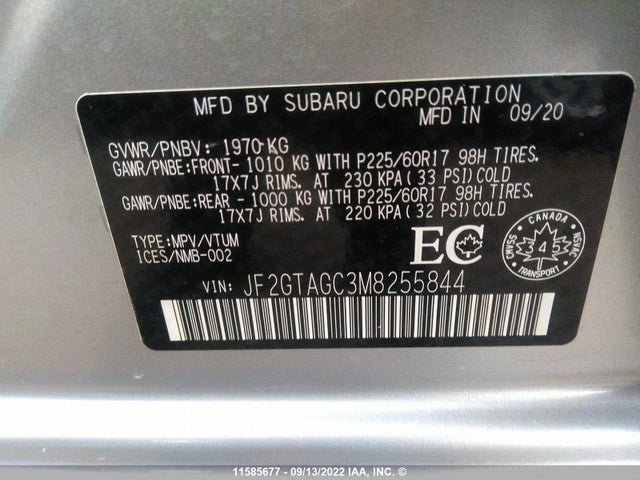 MFD BY SUBARU CORPORATION
MFD IN 09/20
GVWR/PNBV: 1970 KG
GAWR/PNBE:FRONT- 1010 KG WITH P225/60R17 98H TIRES.
17X7J RIMS. AT 230 KPA( 33 PSI) COLD
GAWR/PNBE:REAR - 1000 KG WITH P225/60R17 98H TIRES.
17X7J RIMS. AT 220 KPA( 32 PSI) COLD
TYPE:MPV/VTUM
ICES/NMB-002
EC
CANADA
SSVAC
345
NSVAC
TRANSPORT
VIN: JF2GTAGC3M8255844
11585677 - 09/13/2022 IAA, INC. ©